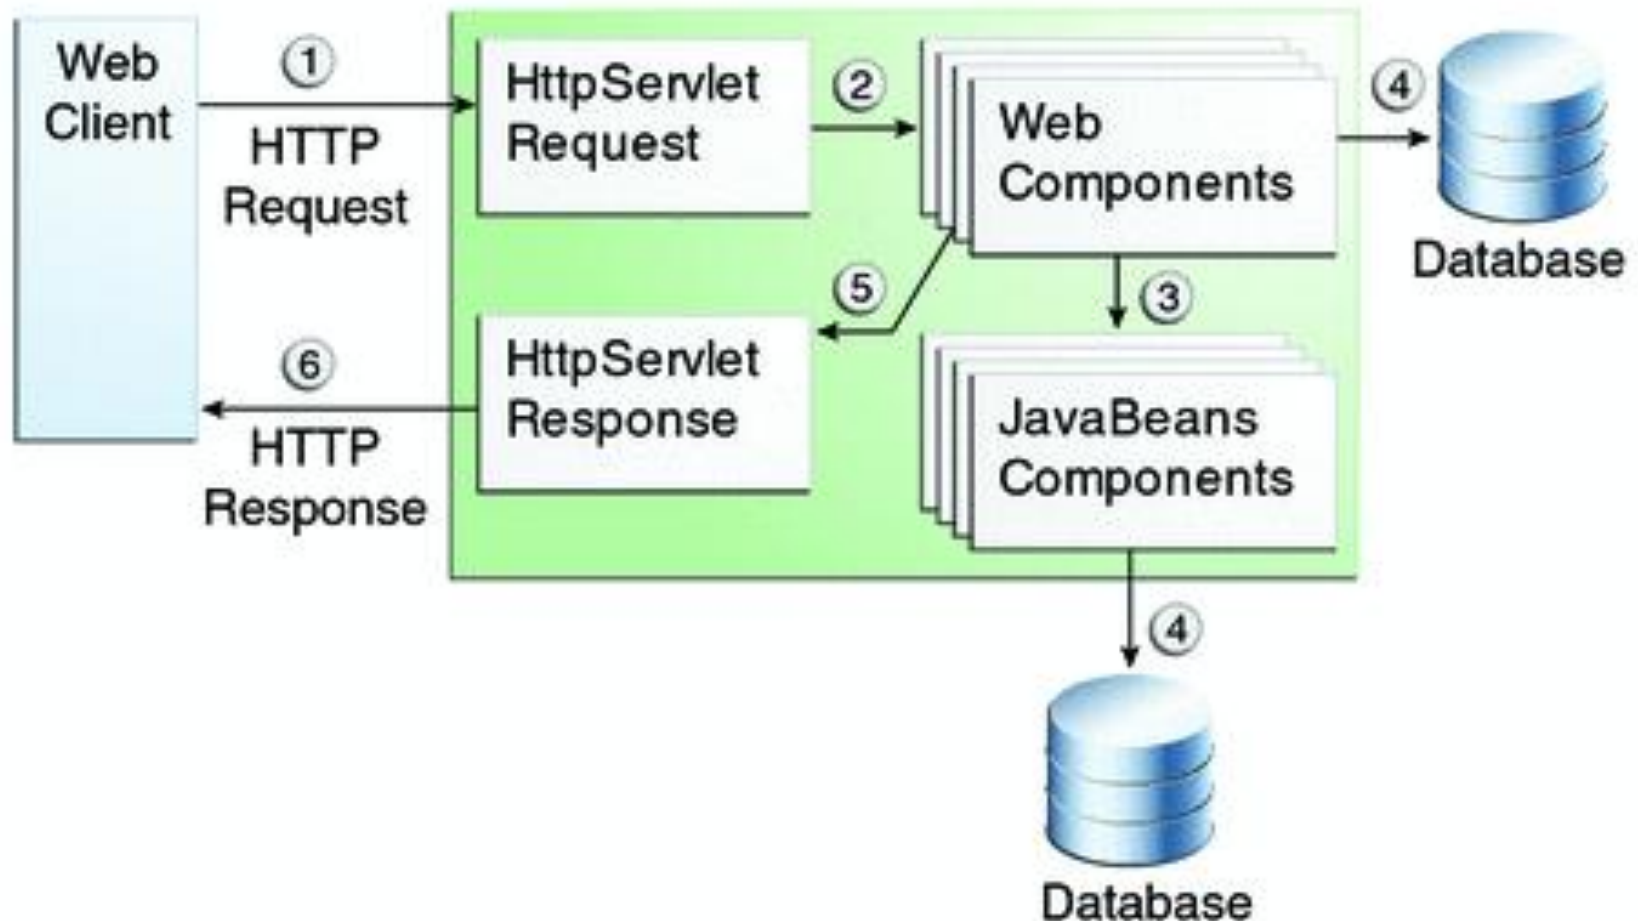 Web
Client
1
HTTP
Request
HttpServlet
Request
2
Web
Components
4
Database
5
3
6
HTTP
Response
HttpServlet
Response
JavaBeans
Components
4
Database